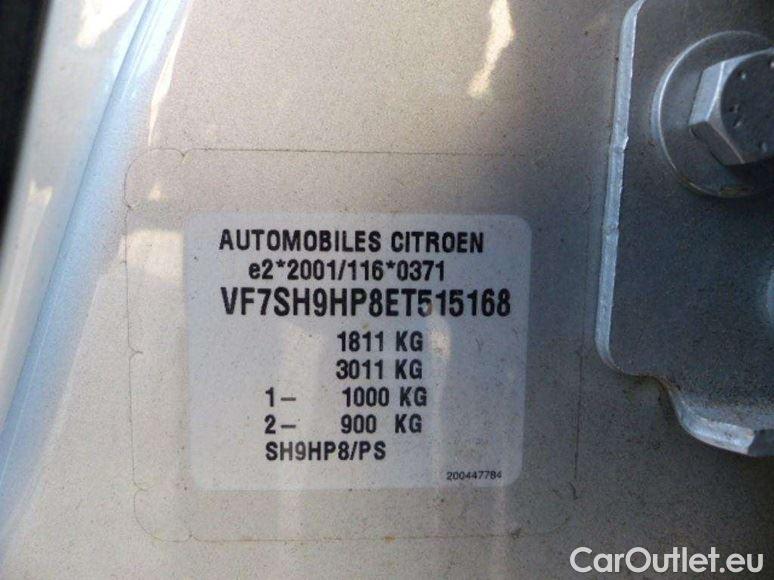 AUTOMOBILES CITROEN
e2*2001/116*0371
VF7SH9HP8ET515168
1811 KG
3011 KG
1- 1000 KG
2- 900 KG
SH9HP8/PS
200447784
CarOutlet.eu